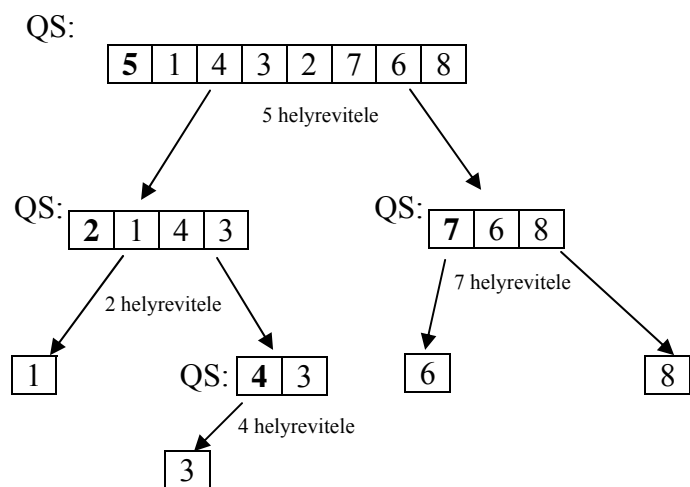 QS:
5 1 4 3 2 7 6 8
5 helyrevitele
QS: 2 1 4 3
QS: 7 6 8
2 helyrevitele
7 helyrevitele
1
QS: 4 3
6
8
4 helyrevitele
3